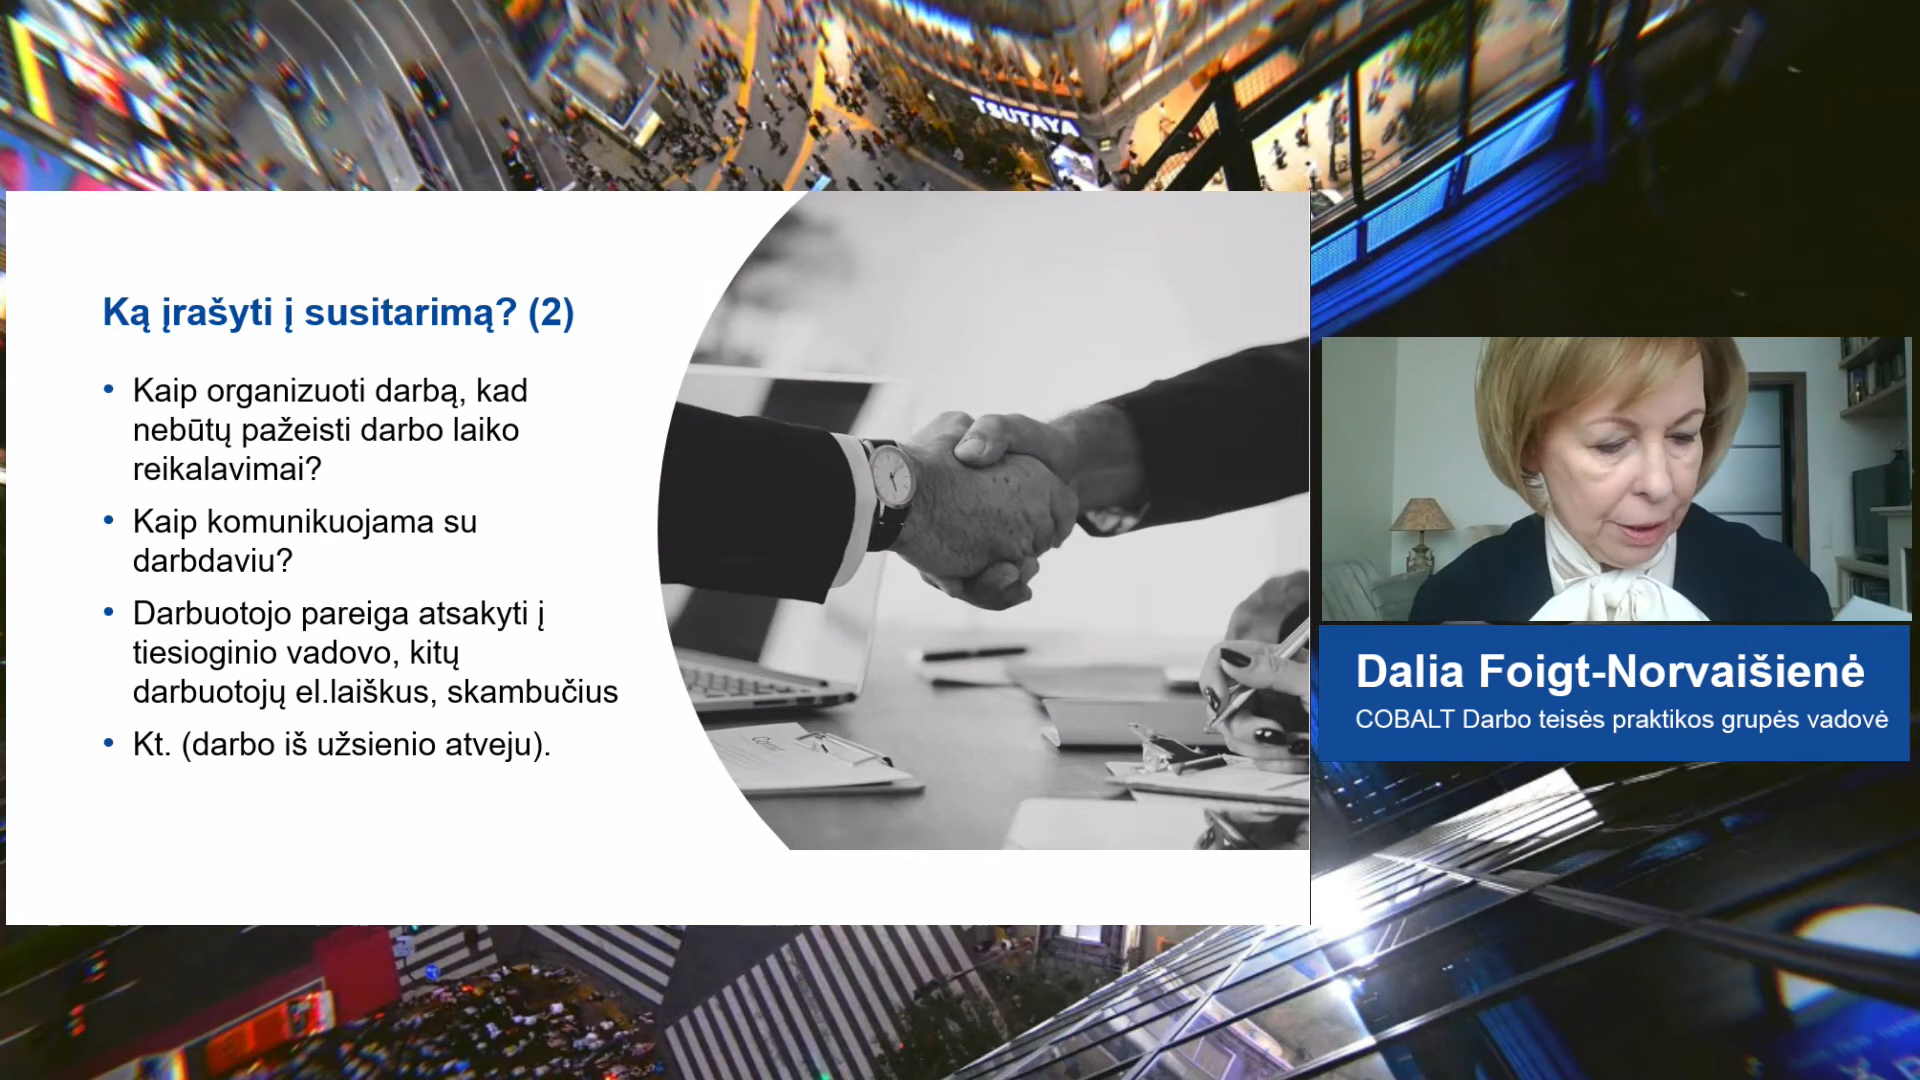 TSUTAYA
Ką įrašyti į susitarimą? (2)
• Kaip organizuoti darbą, kad
nebūtų pažeisti darbo laiko
reikalavimai?
• Kaip komunikuojama su
darbdaviu?
• Darbuotojo pareiga atsakyti į
tiesioginio vadovo, kitų
darbuotojų el.laiškus, skambučius
• Kt. (darbo iš užsienio atveju).
Dalia Foigt-Norvaišienė
COBALT Darbo teisės praktikos grupės vadovė